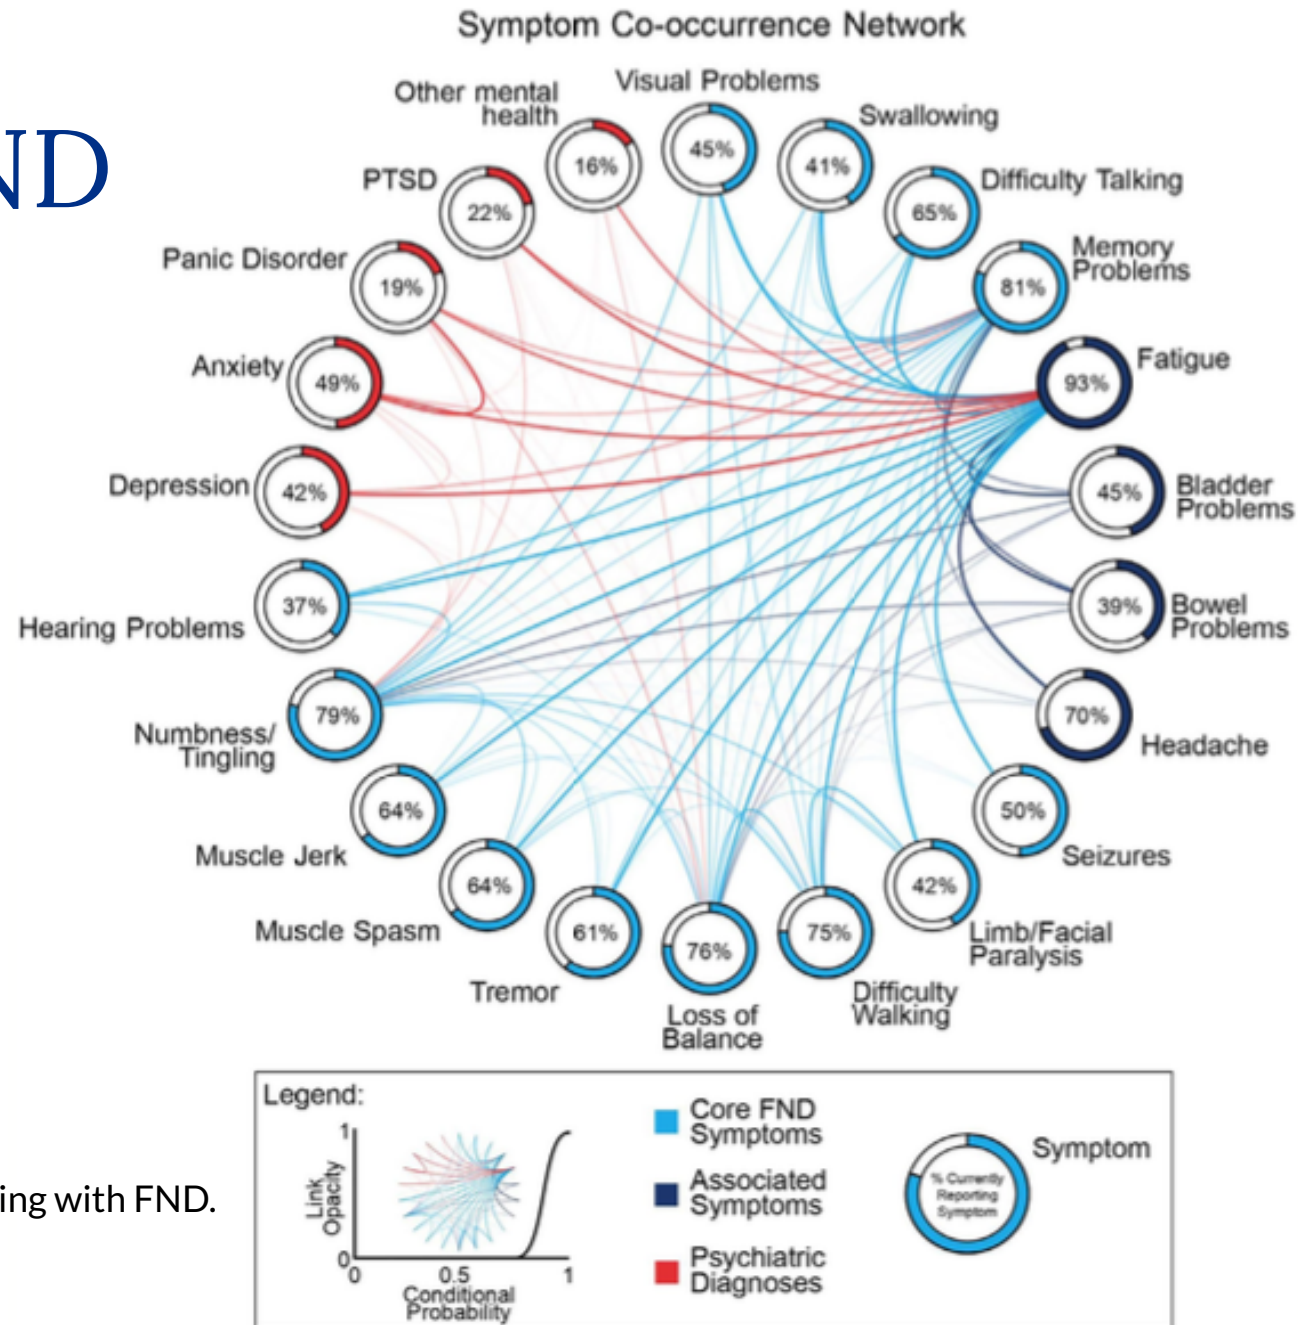 Symptom Co-occurrence Network
ND
Visual Problems
45%
Swallowing
41%
Difficulty Talking
65%
Memory
Problems
81%
Fatigue
93%
Bladder
Problems
45%
Bowel
Problems
39%
Headache
70%
Seizures
50%
Limb/Facial
Paralysis
42%
Difficulty
Walking
75%
Loss of
Balance
76%
Tremor
61%
Muscle Spasm
64%
Muscle Jerk
64%
Numbness/
Tingling
79%
Hearing Problems
37%
Depression
42%
Anxiety
49%
Panic Disorder
19%
PTSD
22%
Other mental
health
16%
ing with FND.
Legend:
1
Link
Opacity
0
0
0.5
1
Conditional
Probability
Core FND
Symptoms
Associated
Symptoms
Psychiatric
Diagnoses
% Currently
Reporting
Symptom
Symptom